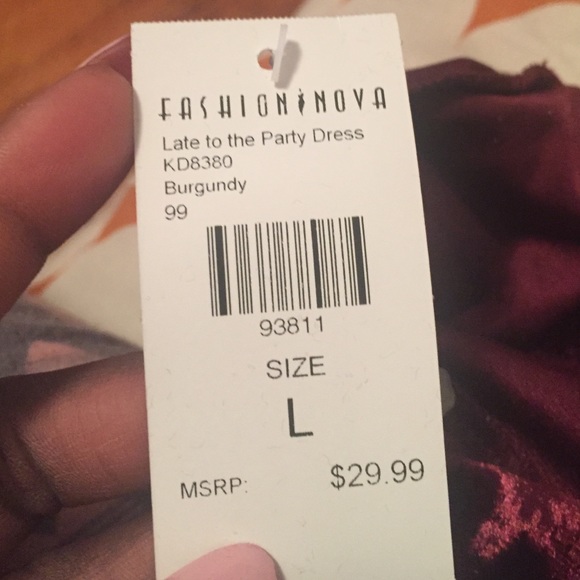 FASHION NOVA
Late to the Party Dress
KD8380
Burgundy
99
93811
SIZE
L
MSRP: $29.99